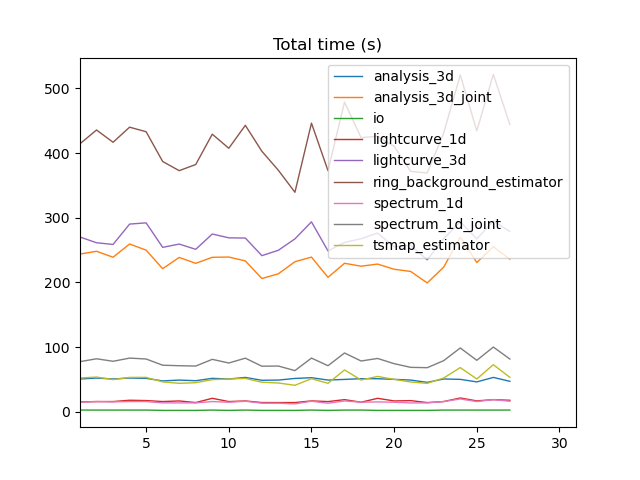 Total time (s)
500
400
300
200
100
0
analysis_3d
analysis_3d_joint
io
lightcurve_1d
lightcurve_3d
ring_background_estimator
spectrum_1d
spectrum_1d_joint
tsmap_estimator
5 10 15 20 25 30